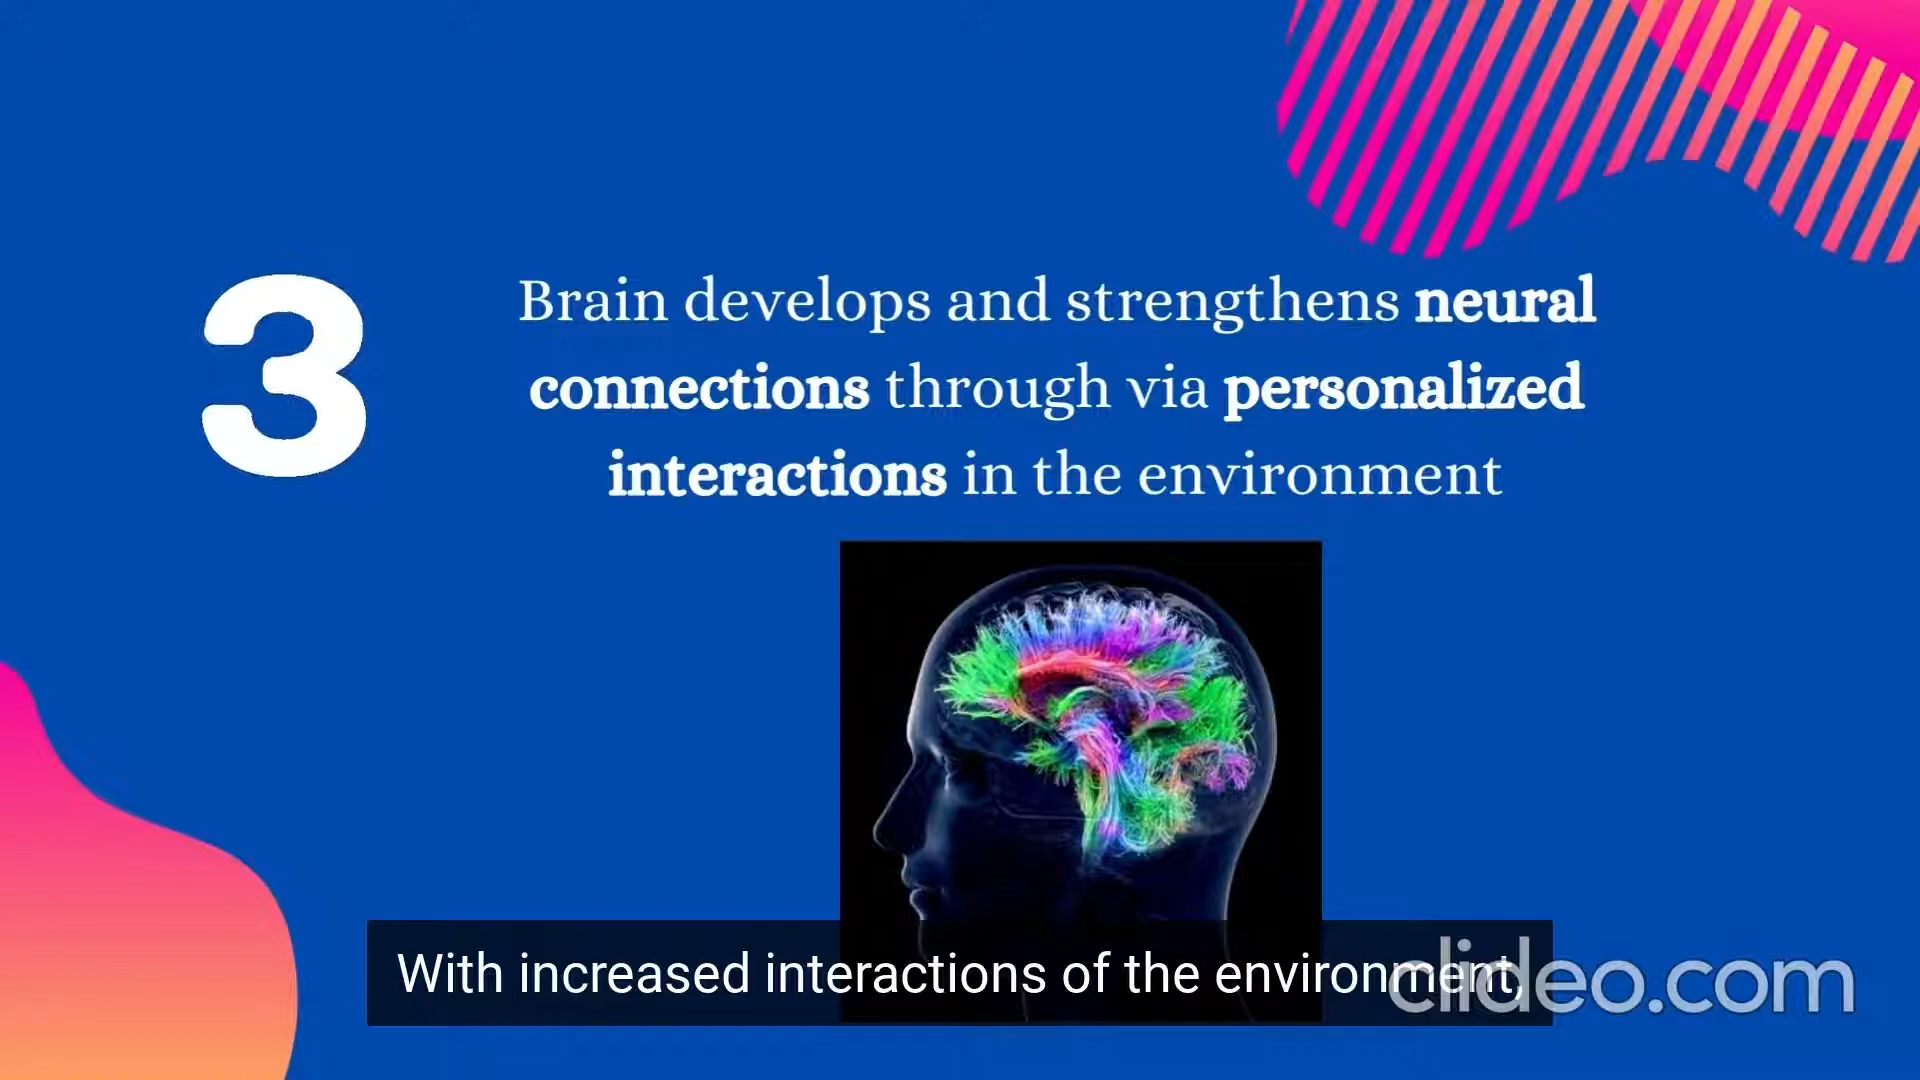 3
Brain develops and strengthens neural
connections through via personalized
interactions in the environment
With increased interactions of the environment,
clideo.com